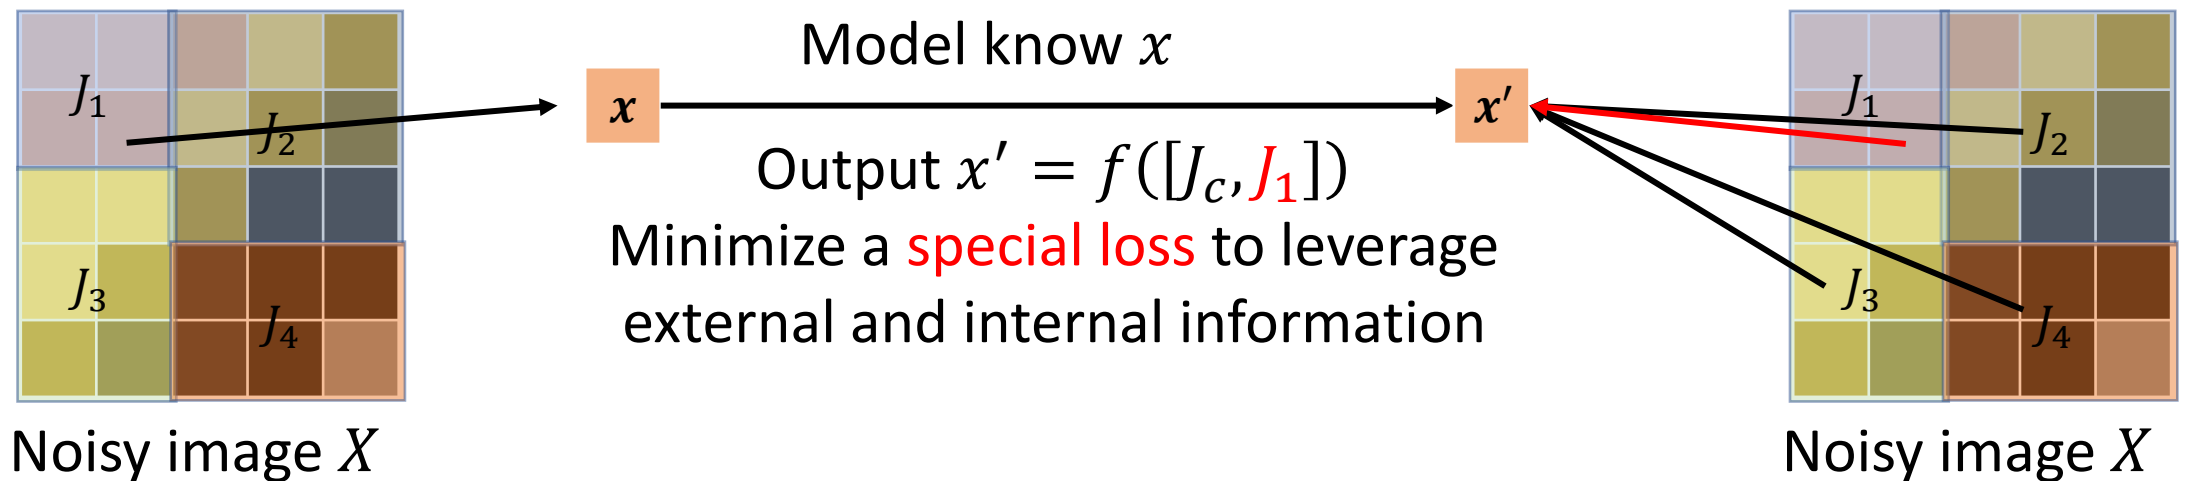 Model know x
J₁
J₂
J₃
J₄
x
x′
Output x′ = f([J_c, J₁])
Minimize a special loss to leverage
external and internal information
J₁
J₂
J₃
J₄
Noisy image X
Noisy image X